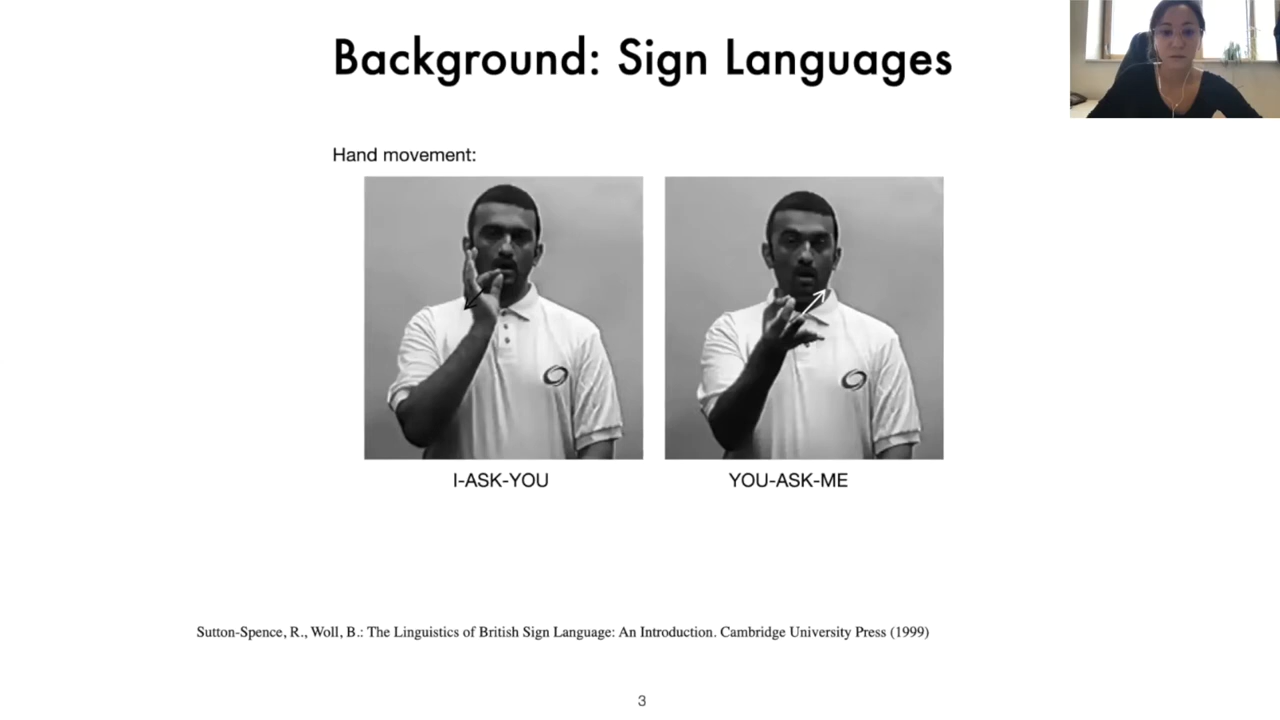 Background: Sign Languages
Hand movement:
I-ASK-YOU
YOU-ASK-ME
Sutton-Spence, R., Woll, B.: The Linguistics of British Sign Language: An Introduction. Cambridge University Press (1999)
3